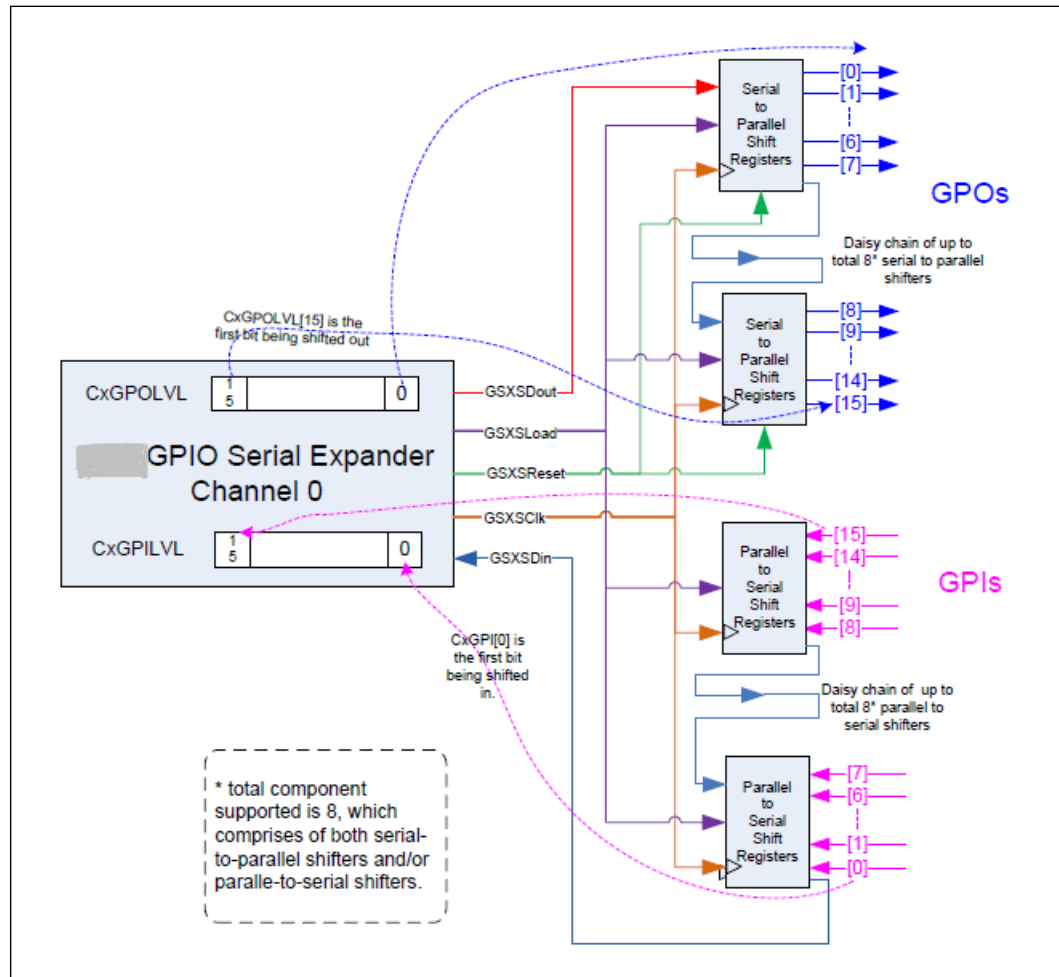 Serial
to
Parallel
Shift
Registers
[0]
[1]
[6]
[7]
GPOs
Daisy chain of up to
total 8* serial to parallel
shifters
Serial
to
Parallel
Shift
Registers
[8]
[9]
[14]
[15]
CxGPOLVL[15] is the
first bit being shifted out
CxGPOLVL
1
5
0
GPIO Serial Expander
Channel 0
CxGPILVL
1
5
0
GSXSDout
GSXSLoad
GSXSReset
GSXSClk
GSXSDin
Parallel
to
Serial
Shift
Registers
[15]
[14]
[9]
[8]
GPIs
CxGPI[0] is
the first bit
being shifted
in.
Daisy chain of up to
total 8* parallel to
serial shifters
Parallel
to
Serial
Shift
Registers
[7]
[6]
[1]
[0]
* total component
supported is 8, which
comprises of both serial-
to-parallel shifters and/or
paralle-to-serial shifters.